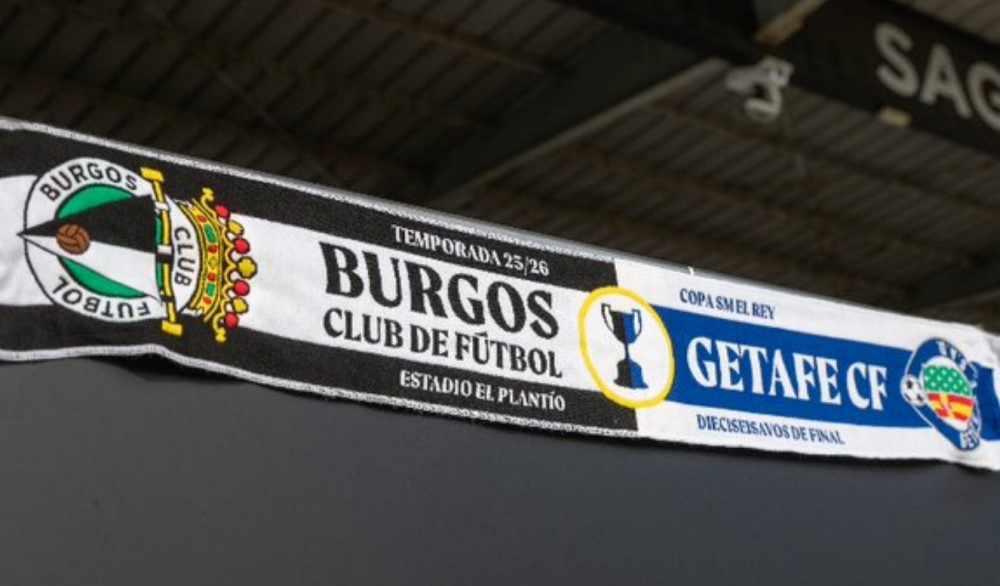 SAG
BURGOS
CLUB
FUTBOL
TEMPORADA 25/26
BURGOS
CLUB DE FÚTBOL
ESTADIO EL PLANTÍO
COPA SM EL REY
GETAFE CF
DIECISEISAVOS DE FINAL